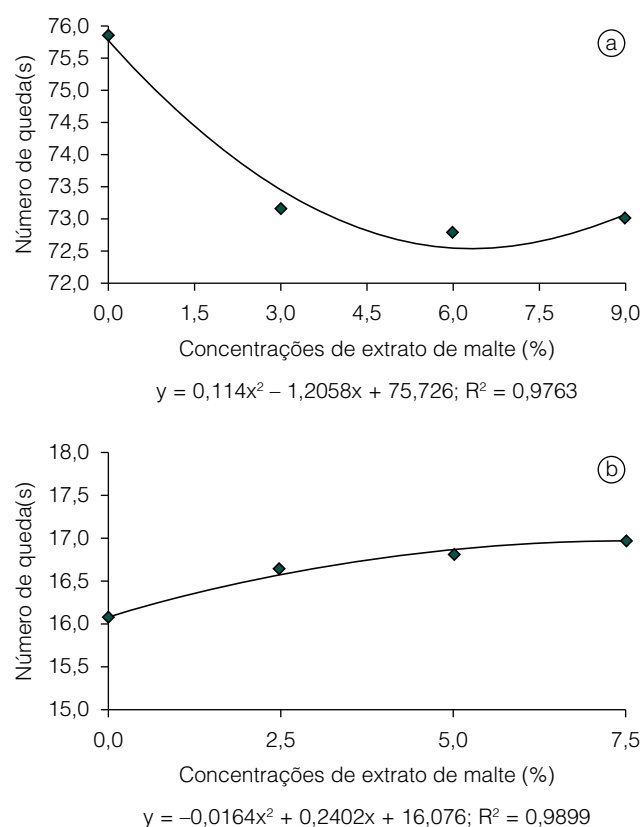 76,0
75,5
75,0
74,5
74,0
73,5
73,0
72,5
72,0
Número de queda(s)
a
0,0 1,5 3,0 4,5 6,0 7,5 9,0
Concentrações de extrato de malte (%)
y = 0,114x² – 1,2058x + 75,726; R² = 0,9763
18,0
17,5
17,0
16,5
16,0
15,5
15,0
Número de queda(s)
b
0,0 2,5 5,0 7,5
Concentrações de extrato de malte (%)
y = –0,0164x² + 0,2402x + 16,076; R² = 0,9899